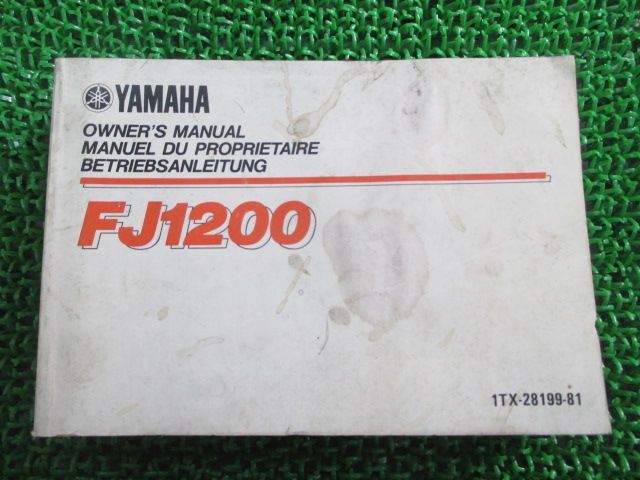 YAMAHA
OWNER'S MANUAL
MANUEL DU PROPRIETAIRE
BETRIEBSANLEITUNG
FJ1200
1TX-28199-81